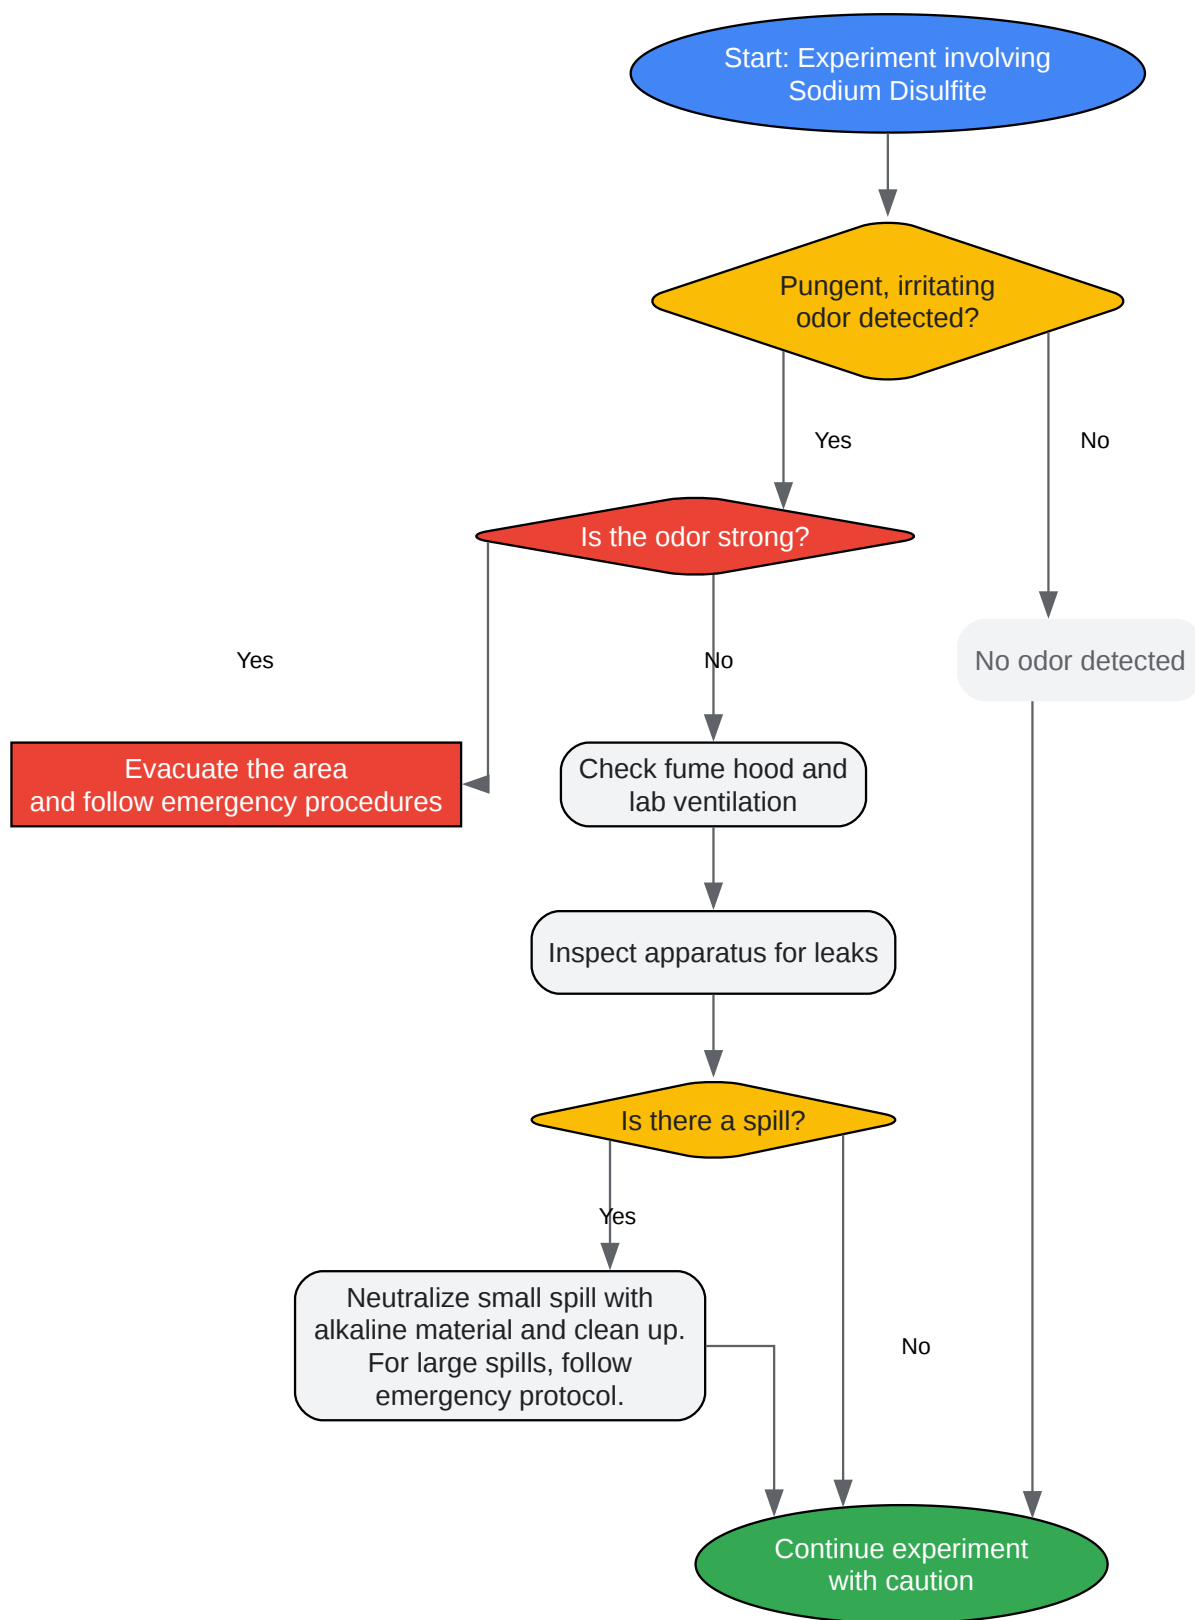 Start: Experiment involving
Sodium Disulfite
Pungent, irritating
odor detected?
Yes
No
Is the odor strong?
Yes
No
No odor detected
Evacuate the area
and follow emergency procedures
Check fume hood and
lab ventilation
Inspect apparatus for leaks
Is there a spill?
Yes
Neutralize small spill with
alkaline material and clean up.
For large spills, follow
emergency protocol.
No
Continue experiment
with caution